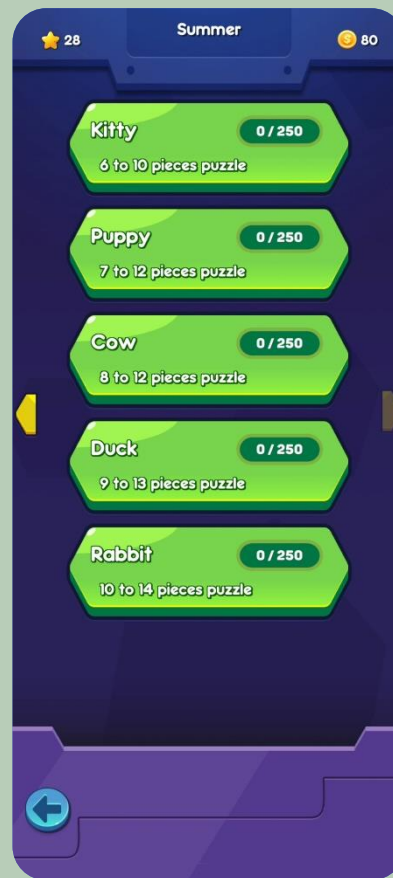 28
Summer
80
Kitty
0 / 250
6 to 10 pieces puzzle
Puppy
0 / 250
7 to 12 pieces puzzle
Cow
0 / 250
8 to 12 pieces puzzle
Duck
0 / 250
9 to 13 pieces puzzle
Rabbit
0 / 250
10 to 14 pieces puzzle